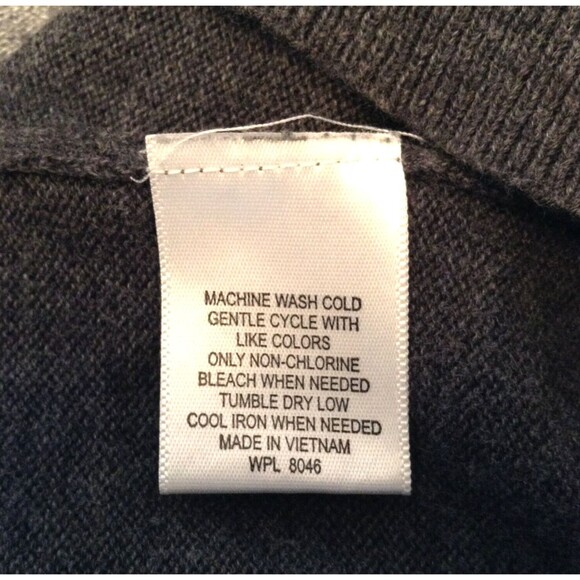 MACHINE WASH COLD
GENTLE CYCLE WITH
LIKE COLORS
ONLY NON-CHLORINE
BLEACH WHEN NEEDED
TUMBLE DRY LOW
COOL IRON WHEN NEEDED
MADE IN VIETNAM
WPL 8046